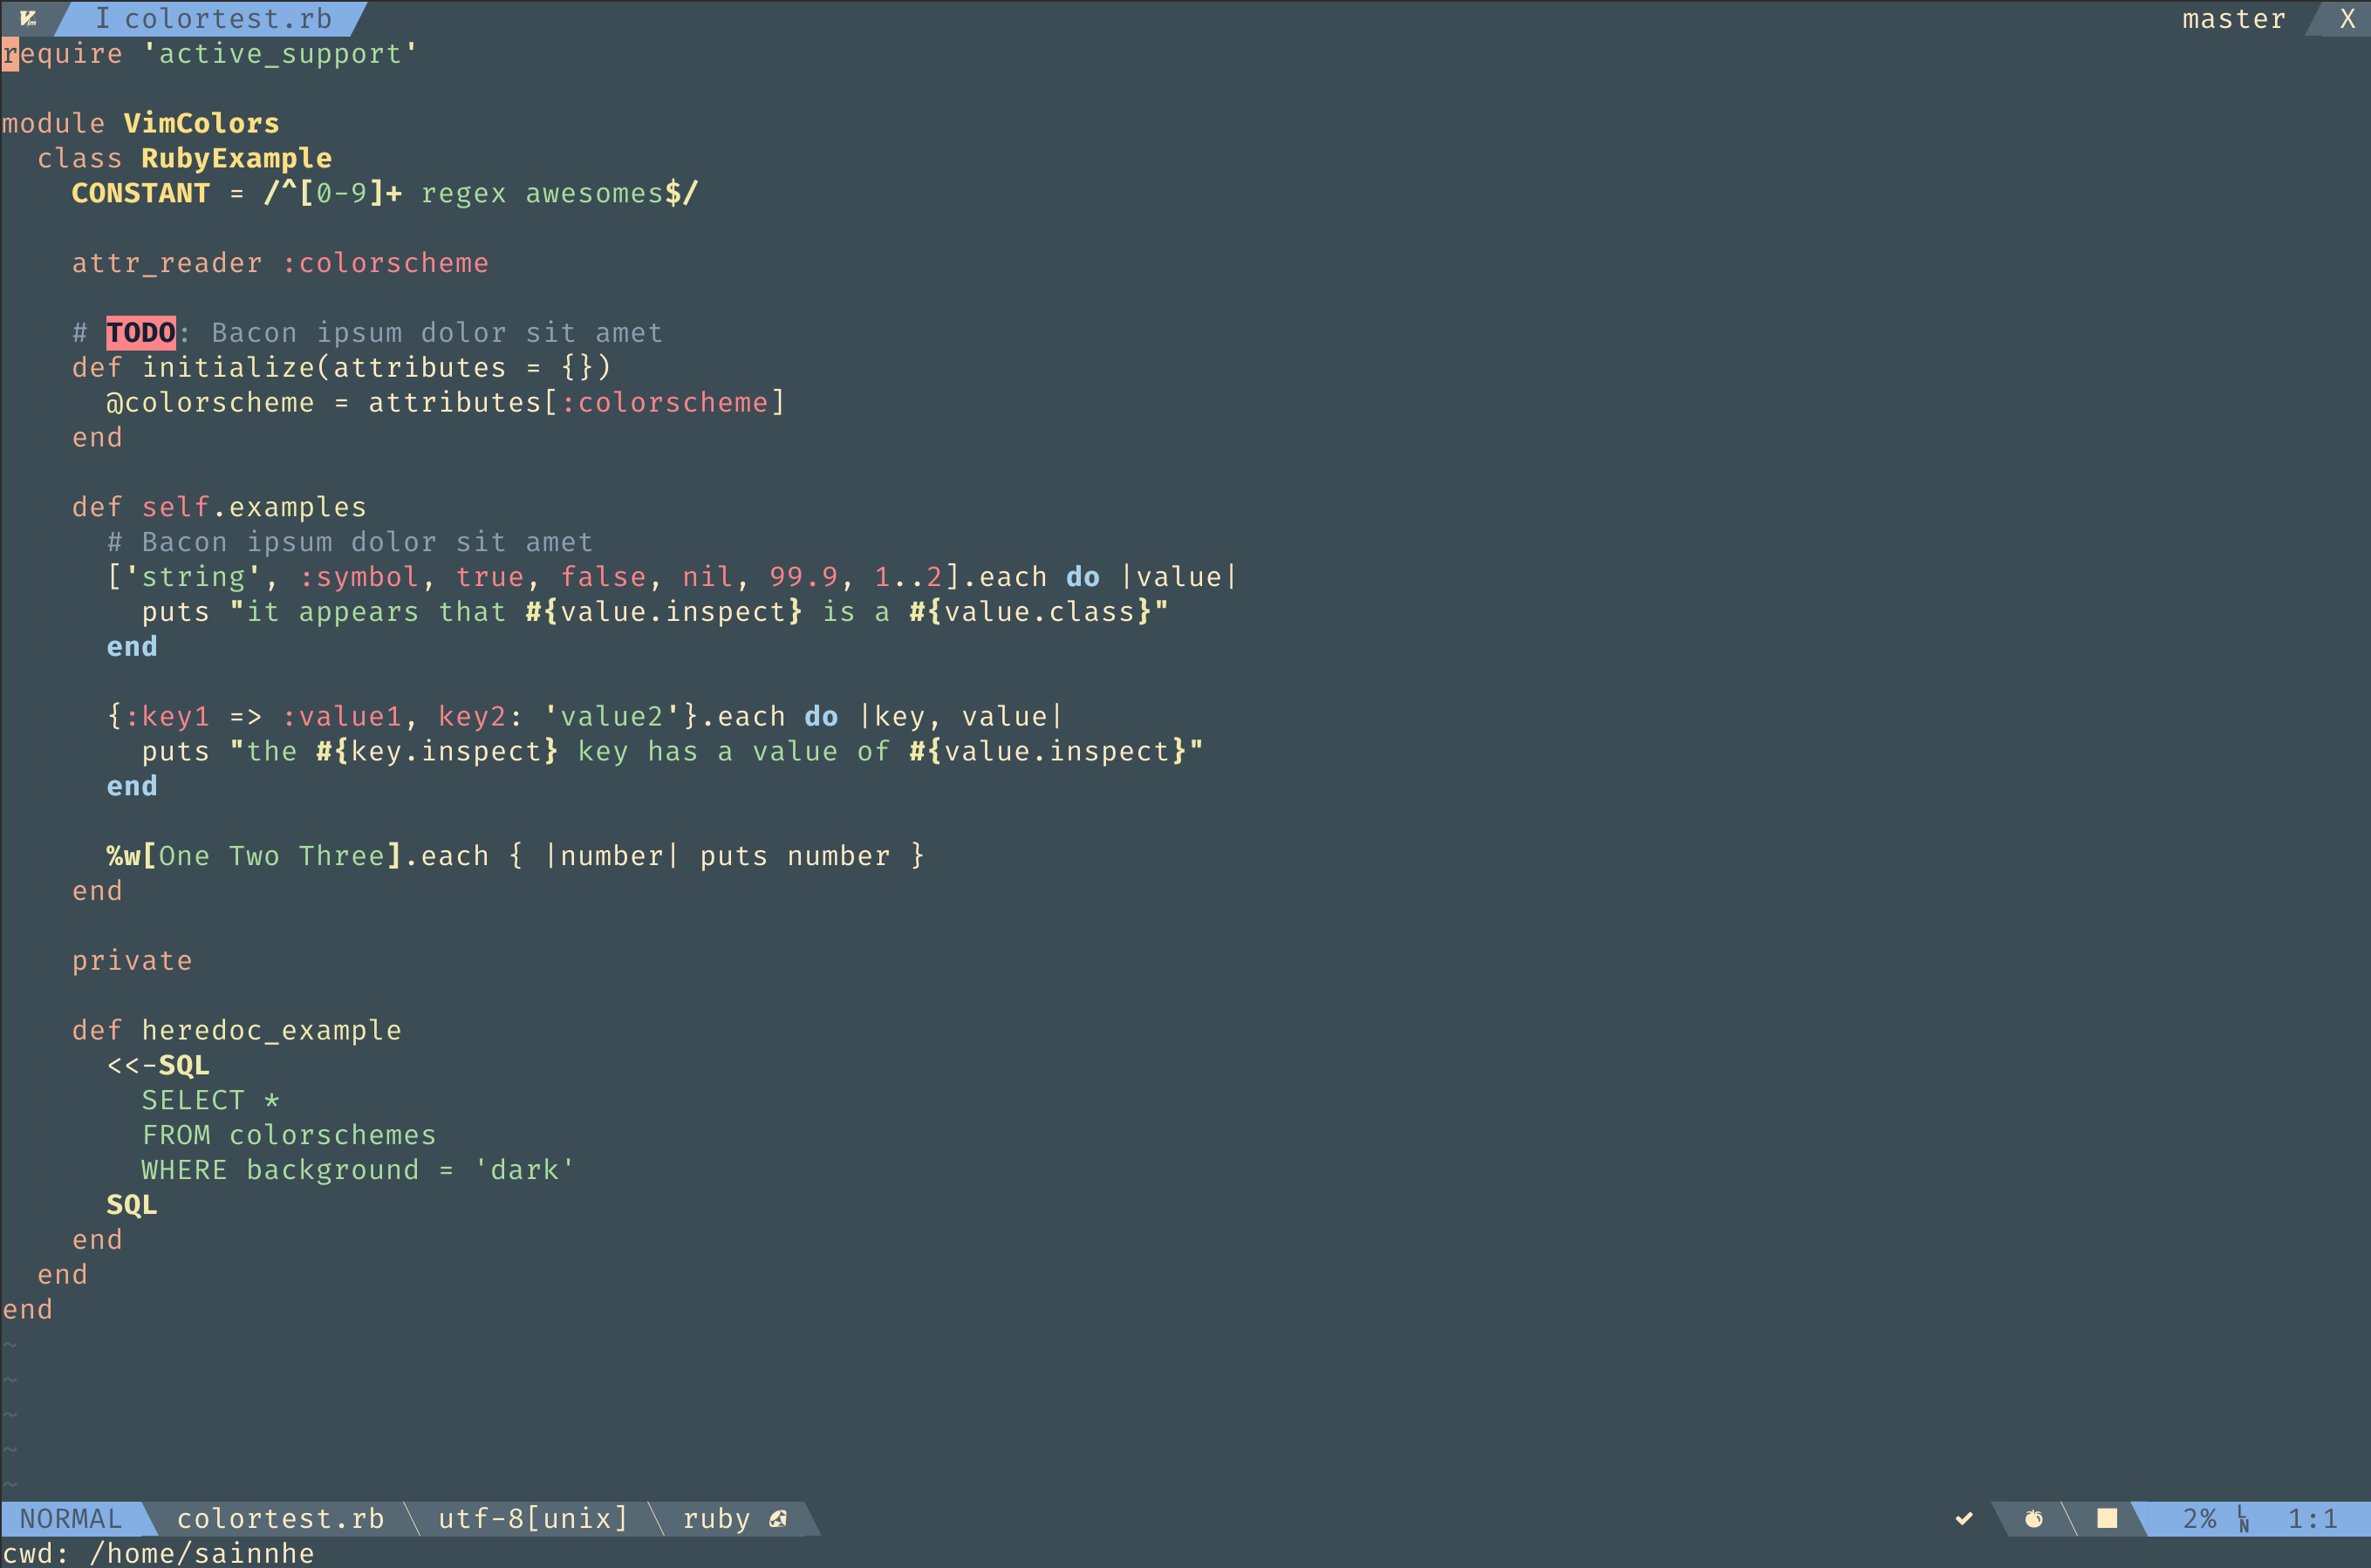 I colortest.rb master X
require 'active_support'

module VimColors
  class RubyExample
    CONSTANT = /^[0-9]+ regex awesomes$/

    attr_reader :colorscheme

    # TODO: Bacon ipsum dolor sit amet
    def initialize(attributes = {})
      @colorscheme = attributes[:colorscheme]
    end

    def self.examples
      # Bacon ipsum dolor sit amet
      ['string', :symbol, true, false, nil, 99.9, 1..2].each do |value|
        puts "it appears that #{value.inspect} is a #{value.class}"
      end

      {:key1 => :value1, key2: 'value2'}.each do |key, value|
        puts "the #{key.inspect} key has a value of #{value.inspect}"
      end

      %w[One Two Three].each { |number| puts number }
    end

    private

    def heredoc_example
      <<-SQL
        SELECT *
        FROM colorschemes
        WHERE background = 'dark'
      SQL
    end
  end
end
~
~
~
~
~
NORMAL colortest.rb utf-8[unix] ruby 2% LN 1:1
cwd: /home/sainnhe